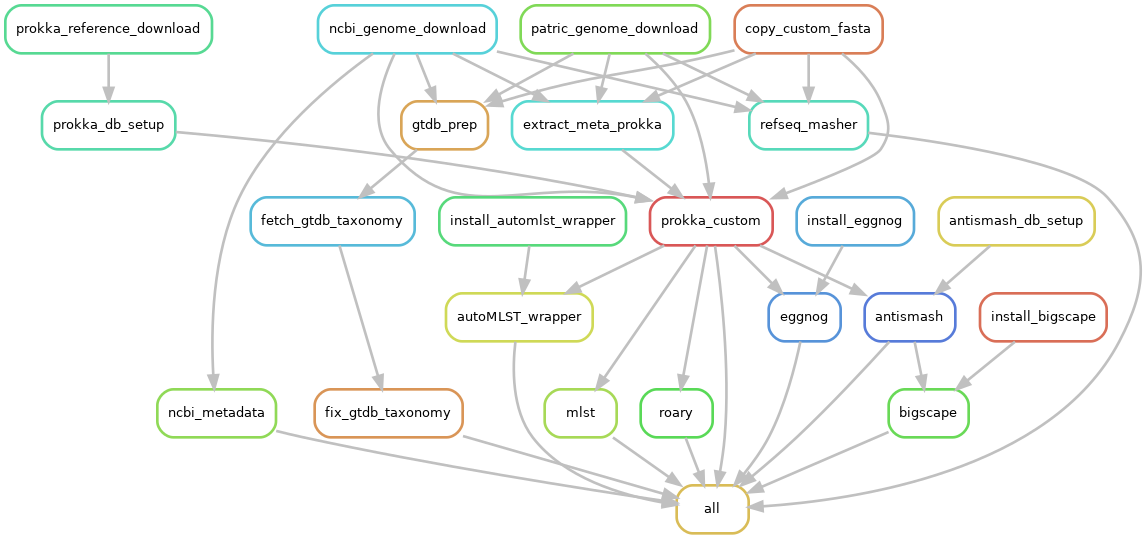 prokka_reference_download
ncbi_genome_download
patric_genome_download
copy_custom_fasta
prokka_db_setup
gtdb_prep
extract_meta_prokka
refseq_masher
fetch_gtdb_taxonomy
install_automlst_wrapper
prokka_custom
install_eggnog
antismash_db_setup
autoMLST_wrapper
eggnog
antismash
install_bigscape
ncbi_metadata
fix_gtdb_taxonomy
mlst
roary
bigscape
all